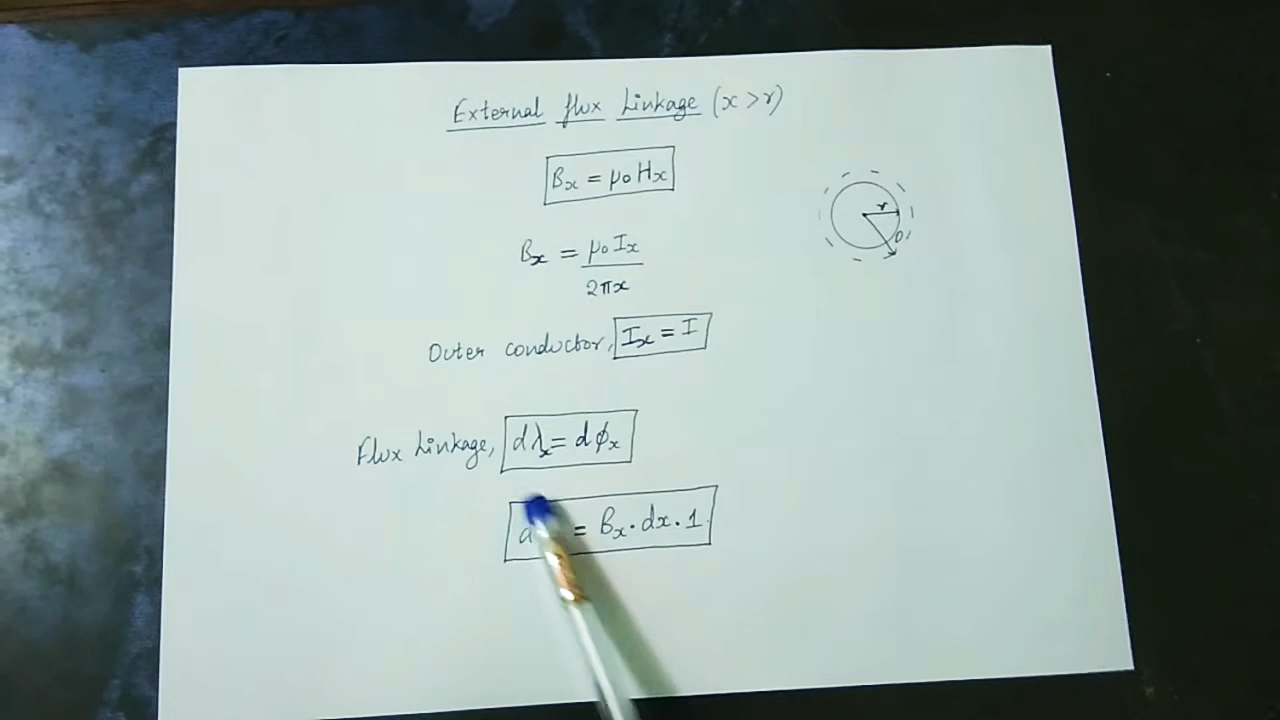 External flux Linkage (x > r)
Bx = μ0 Hx
Bx = μ0 Ix / 2πx
r
Outer conductor, Ix = I
Flux Linkage, dλx = dϕx
= Bx · dx · 1